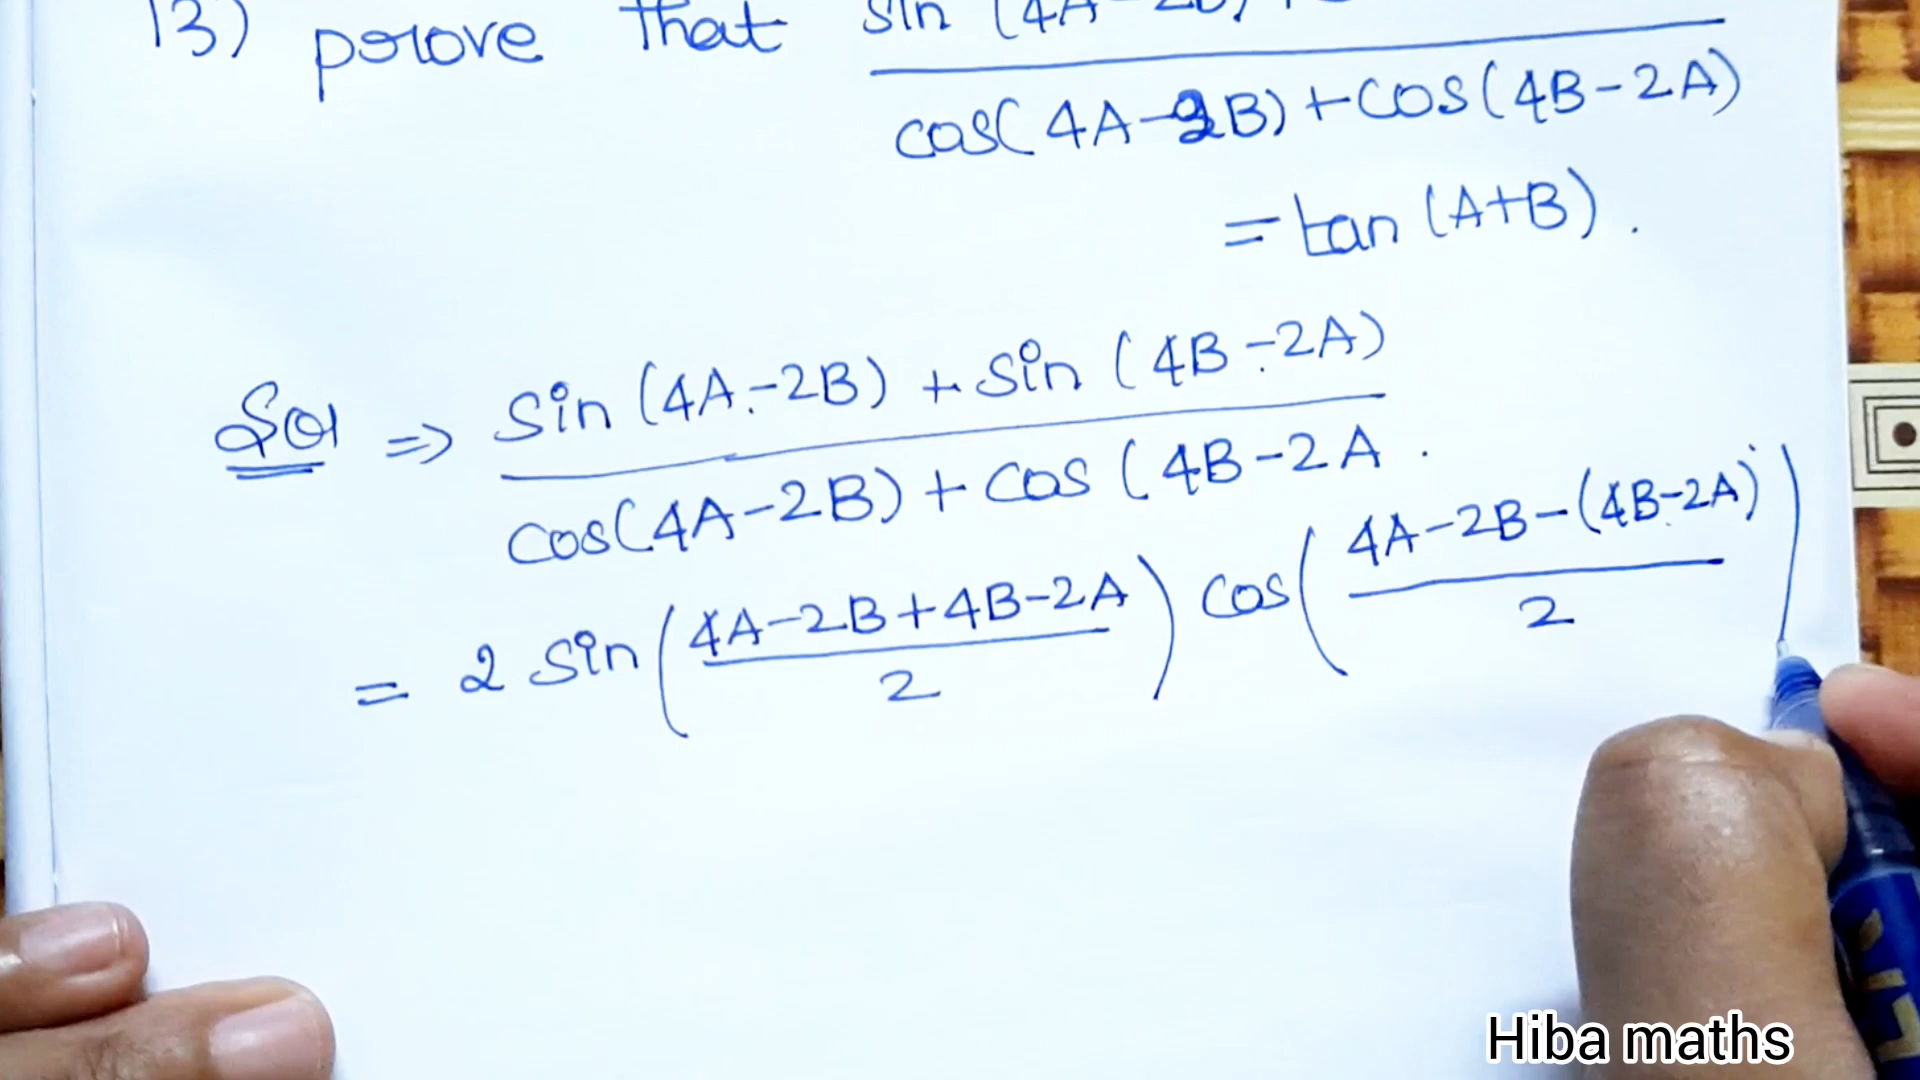 13) prove that sin (4A-2B)
cos(4A-2B)+cos(4B-2A)
= tan (A+B).
Sol ⇒ sin (4A-2B) + sin (4B-2A)
cos(4A-2B) + cos (4B-2A
= 2 sin(4A-2B+4B-2A/2) cos(4A-2B-(4B-2A)/2)
Hiba maths